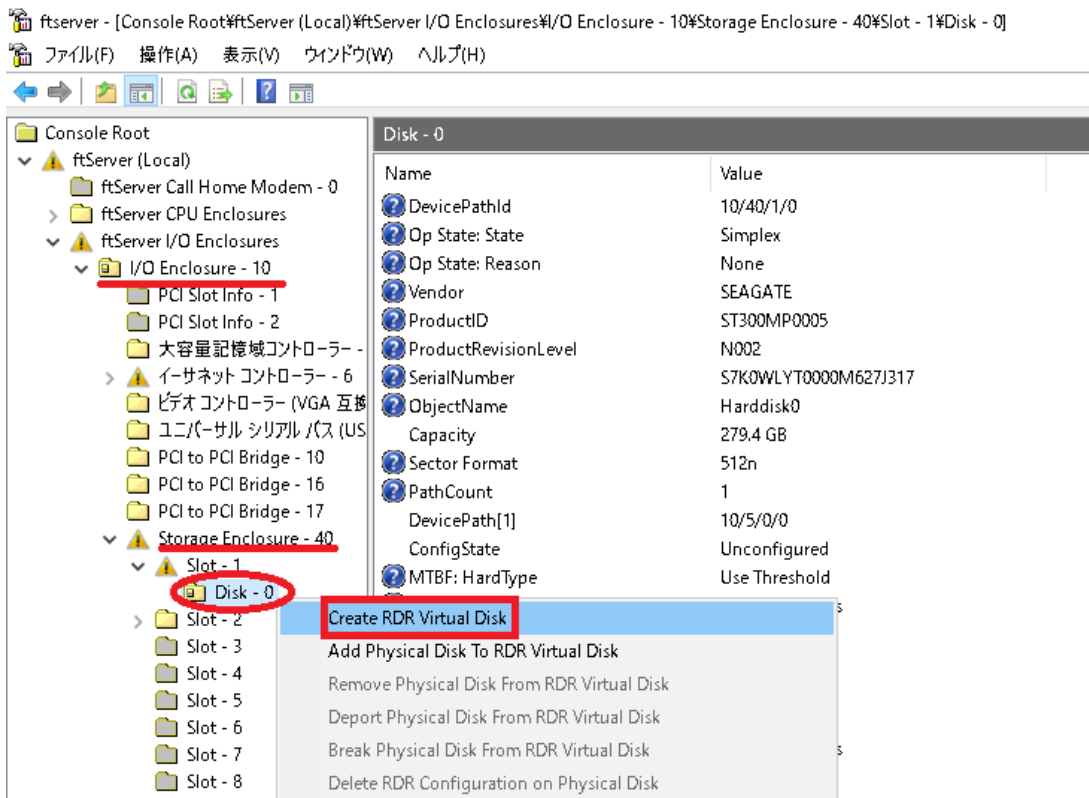 ftserver - [Console Root¥ftServer (Local)¥ftServer I/O Enclosures¥I/O Enclosure - 10¥Storage Enclosure - 40¥Slot - 1¥Disk - 0]
ファイル(F) 操作(A) 表示(V) ウィンドウ(W) ヘルプ(H)
Console Root
ftServer (Local)
ftServer Call Home Modem - 0
ftServer CPU Enclosures
ftServer I/O Enclosures
I/O Enclosure - 10
PCI Slot Info - 1
PCI Slot Info - 2
大容量記憶域コントローラー -
イーサネット コントローラー - 6
ビデオ コントローラー (VGA 互換
ユニバーサル シリアル バス (US
PCI to PCI Bridge - 10
PCI to PCI Bridge - 16
PCI to PCI Bridge - 17
Storage Enclosure - 40
Slot - 1
Disk - 0
Slot - 2
Slot - 3
Slot - 4
Slot - 5
Slot - 6
Slot - 7
Slot - 8
Disk - 0
Name Value
DevicePathId 10/40/1/0
Op State: State Simplex
Op State: Reason None
Vendor SEAGATE
ProductID ST300MP0005
ProductRevisionLevel N002
SerialNumber S7K0WLYT0000M627J317
ObjectName Harddisk0
Capacity 279.4 GB
Sector Format 512n
PathCount 1
DevicePath[1] 10/5/0/0
ConfigState Unconfigured
MTBF: HardType Use Threshold
Create RDR Virtual Disk
Add Physical Disk To RDR Virtual Disk
Remove Physical Disk From RDR Virtual Disk
Deport Physical Disk From RDR Virtual Disk
Break Physical Disk From RDR Virtual Disk
Delete RDR Configuration on Physical Disk